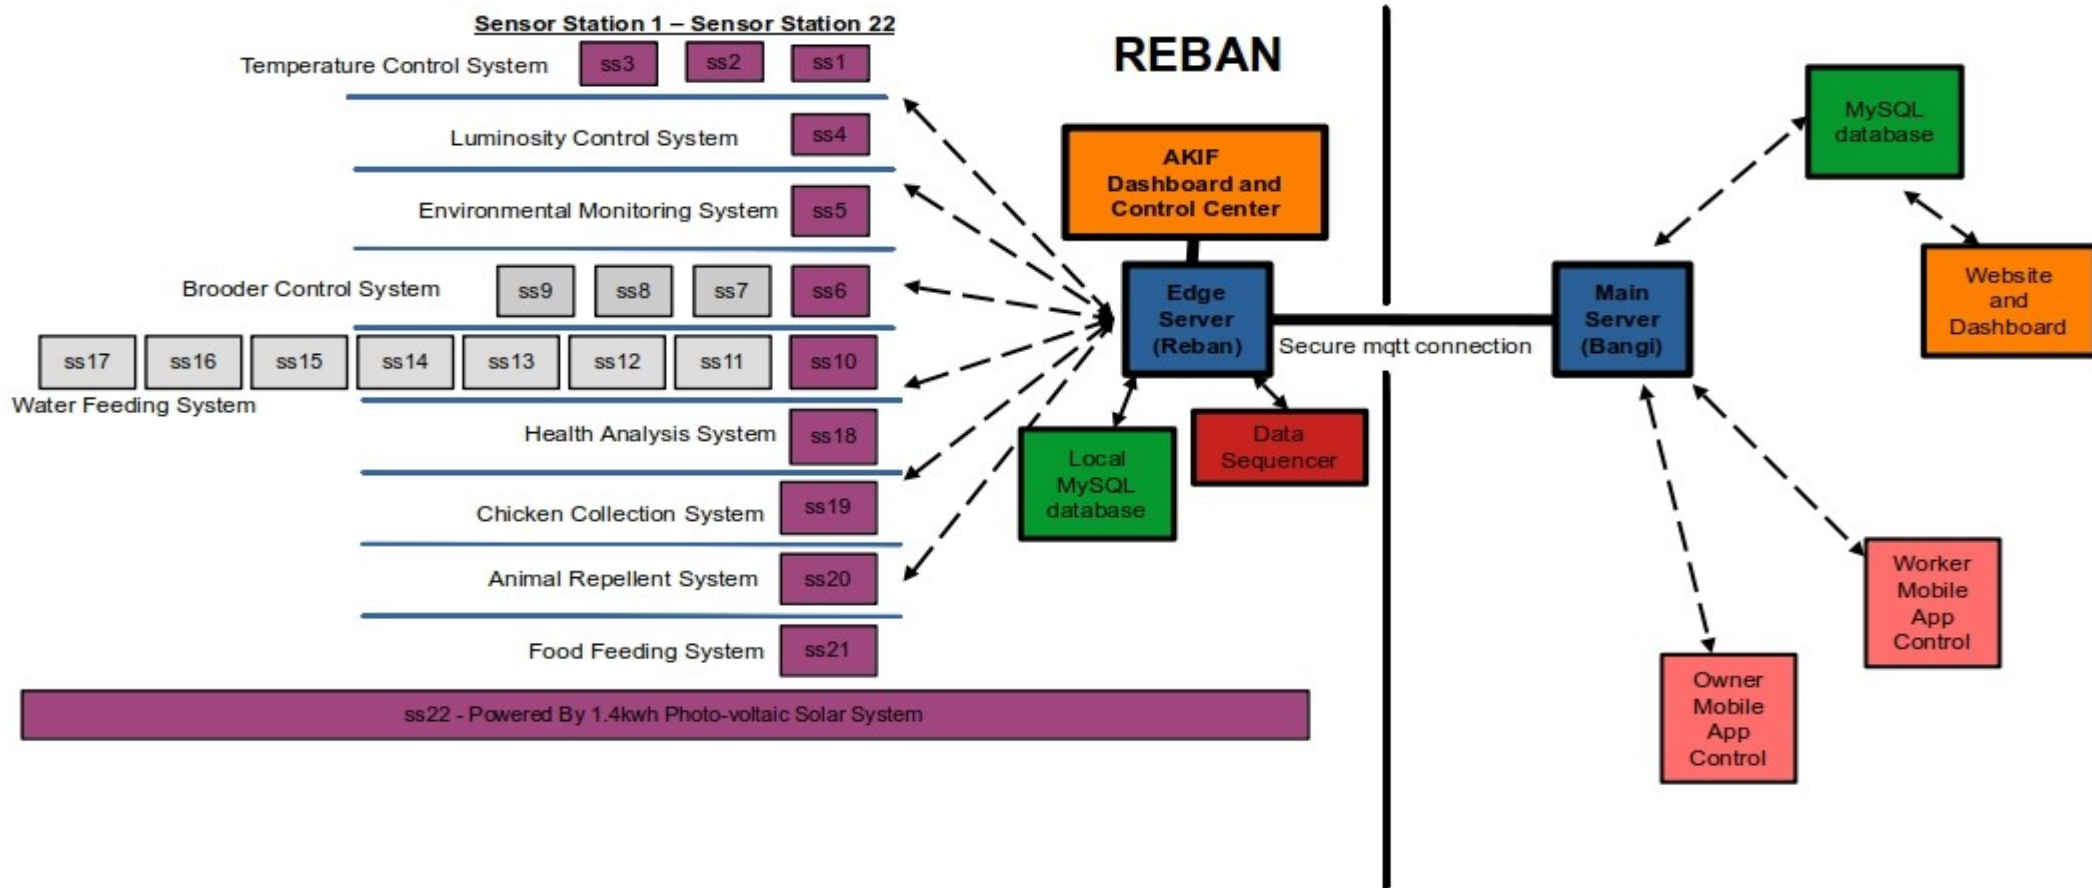 Sensor Station 1 – Sensor Station 22
REBAN
Temperature Control System
ss3
ss2
ss1
Luminosity Control System
ss4
Environmental Monitoring System
ss5
Brooder Control System
ss9
ss8
ss7
ss6
ss17
ss16
ss15
ss14
ss13
ss12
ss11
ss10
Water Feeding System
Health Analysis System
ss18
Chicken Collection System
ss19
Animal Repellent System
ss20
Food Feeding System
ss21
ss22 - Powered By 1.4kwh Photo-voltaic Solar System
AKIF
Dashboard and
Control Center
Edge
Server
(Reban)
Secure mqtt connection
Local
MySQL
database
Data
Sequencer
Main
Server
(Bangi)
MySQL
database
Website
and
Dashboard
Worker
Mobile
App
Control
Owner
Mobile
App
Control